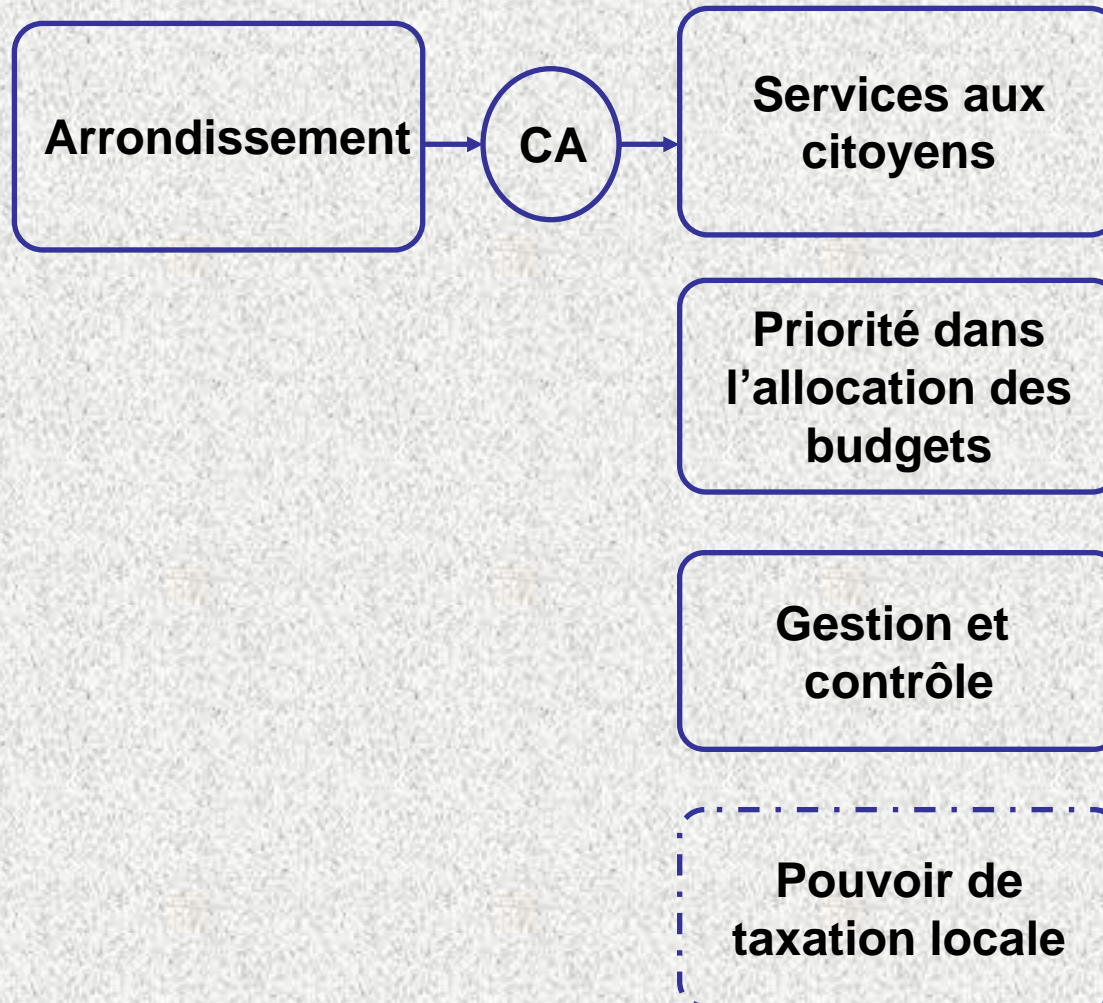 Arrondissement
CA
Services aux
citoyens
Priorité dans
l’allocation des
budgets
Gestion et
contrôle
Pouvoir de
taxation locale